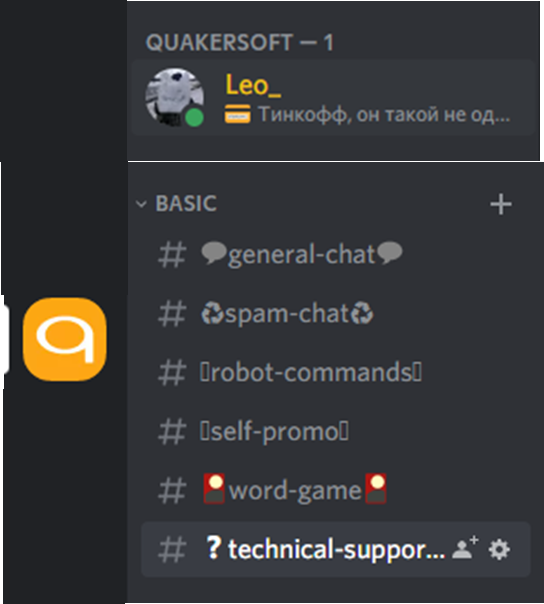 QUAKERSOFT — 1
Leo_
💳 Тинкофф, он такой не од...
BASIC
# 💬general-chat💬
# ♻spam-chat♻
# ▯robot-commands▯
# ▯self-promo▯
# 🎴word-game🎴
q
# ❓technical-suppor...